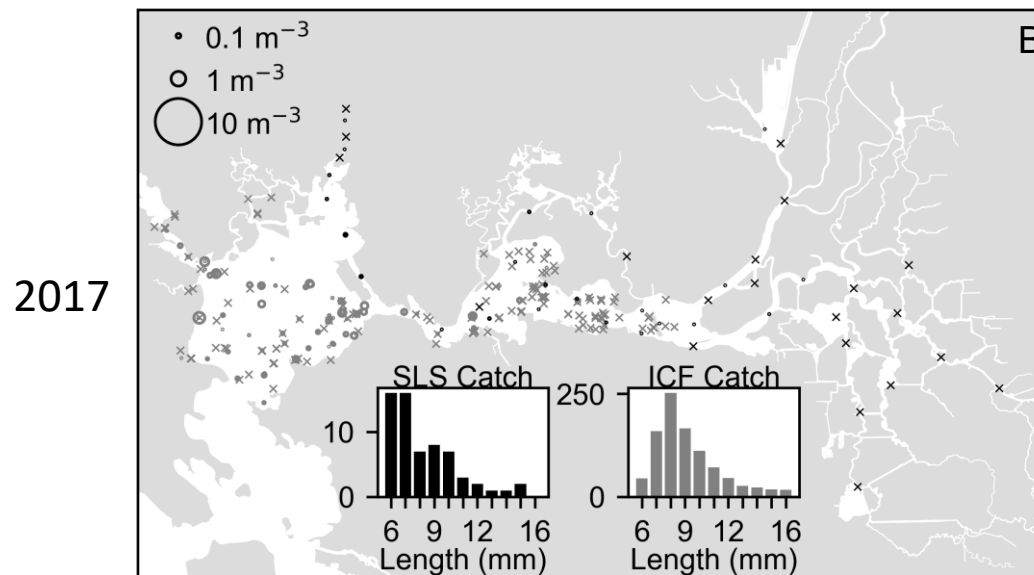 B
0.1 m⁻³
1 m⁻³
10 m⁻³
2017
SLS Catch
10
0
6 9 12 16
Length (mm)
ICF Catch
250
0
6 9 12 16
Length (mm)